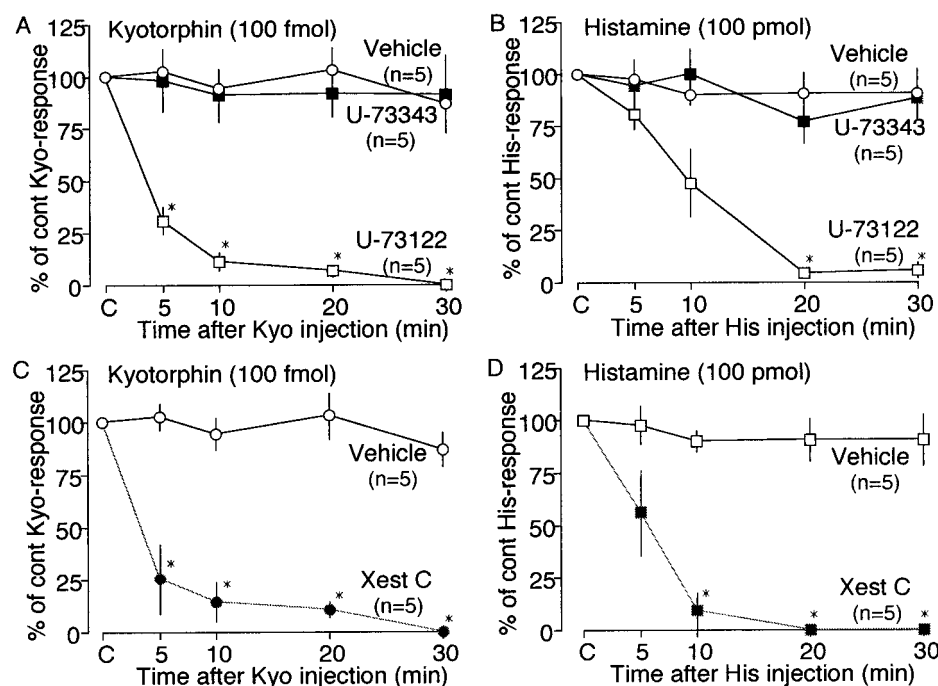 A
Kyotorphin (100 fmol)
% of cont Kyo-response
125
100
75
50
25
0
Vehicle
(n=5)
U-73343
(n=5)
U-73122
(n=5)
*
*
*
*
C 5 10 20 30
Time after Kyo injection (min)
B
Histamine (100 pmol)
% of cont His-response
125
100
75
50
25
0
Vehicle
(n=5)
U-73343
(n=5)
U-73122
(n=5)
*
*
C 5 10 20 30
Time after His injection (min)
C
Kyotorphin (100 fmol)
% of cont Kyo-response
125
100
75
50
25
0
Vehicle
(n=5)
Xest C
(n=5)
*
*
*
*
C 5 10 20 30
Time after Kyo injection (min)
D
Histamine (100 pmol)
% of cont His-response
125
100
75
50
25
0
Vehicle
(n=5)
Xest C
(n=5)
*
*
*
C 5 10 20 30
Time after His injection (min)